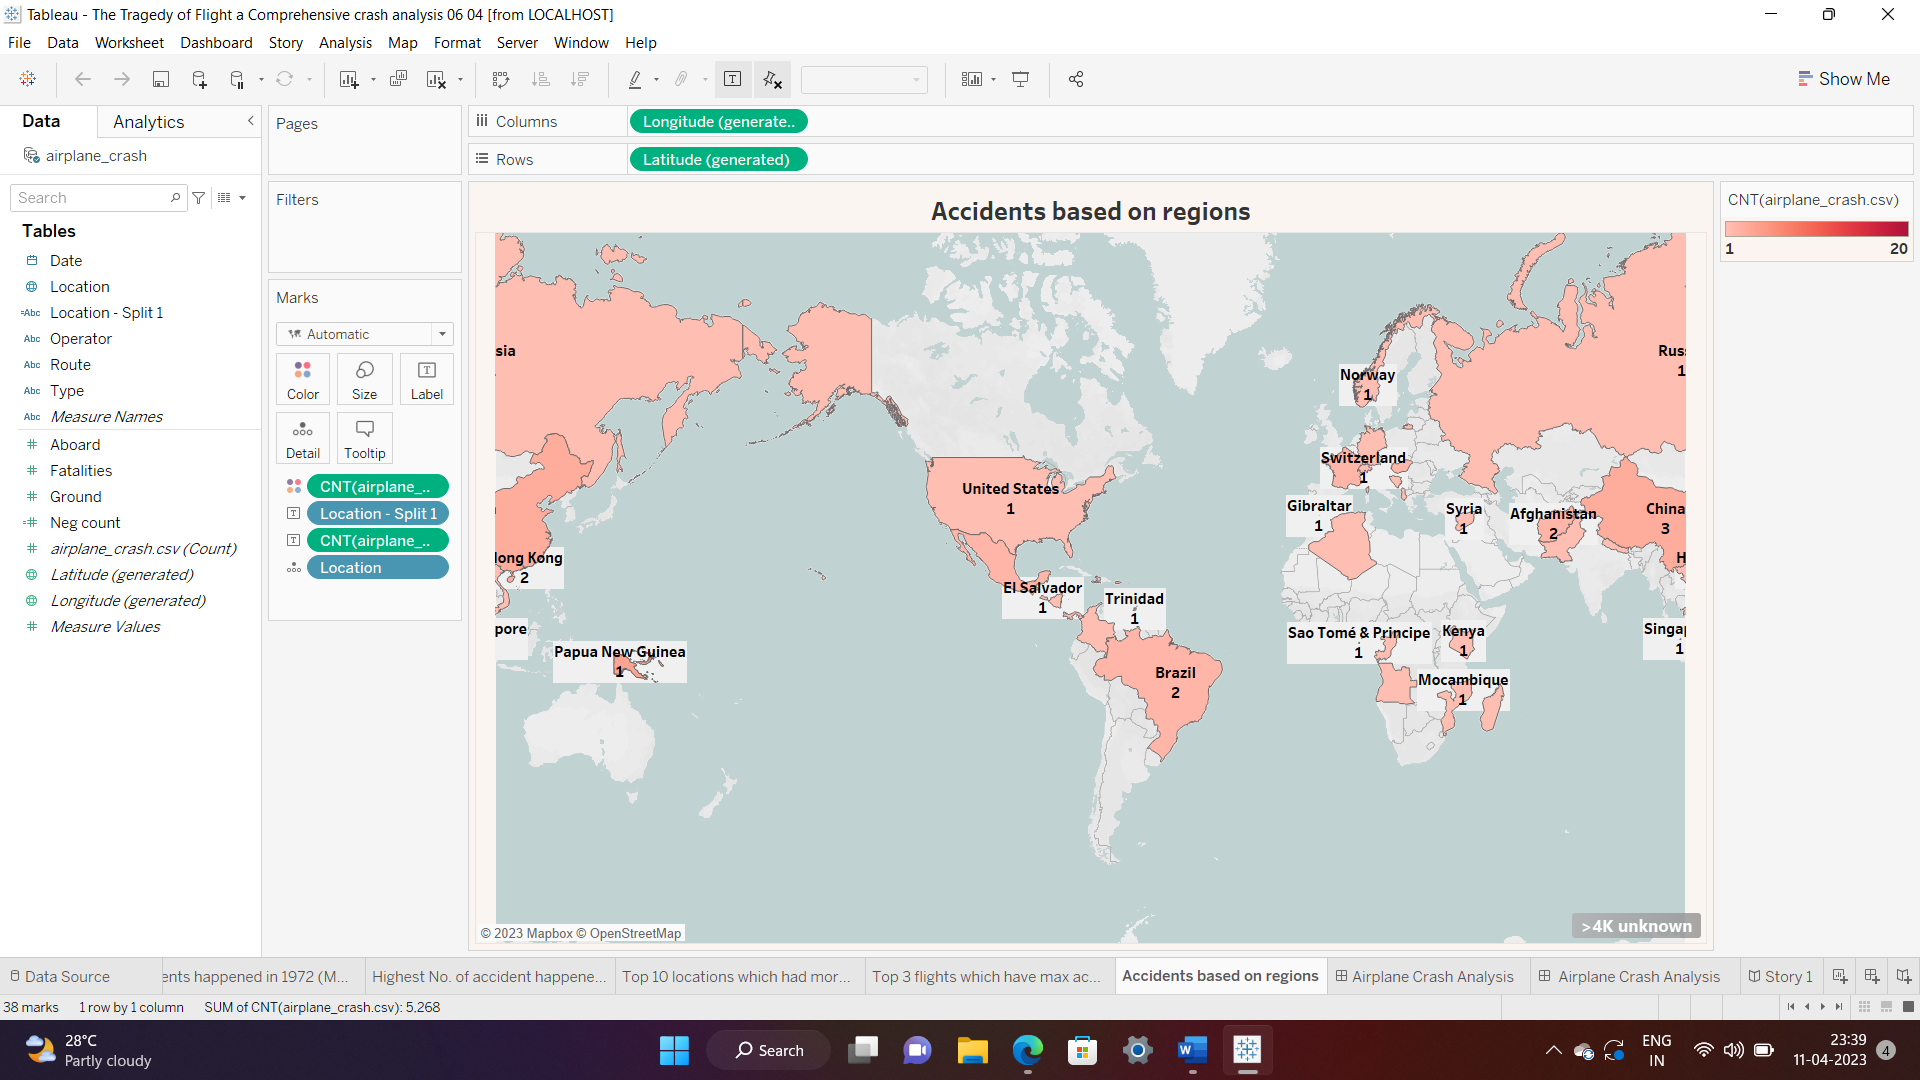 Tableau - The Tragedy of Flight a Comprehensive crash analysis 06 04 [from LOCALHOST]
File Data Worksheet Dashboard Story Analysis Map Format Server Window Help
Show Me
Data Analytics
airplane_crash
Search
Tables
Date
Location
=Abc Location - Split 1
Abc Operator
Abc Route
Abc Type
Abc Measure Names
Aboard
Fatalities
Ground
Neg count
airplane_crash.csv (Count)
Latitude (generated)
Longitude (generated)
Measure Values
Pages
Filters
Marks
Automatic
Color Size Label
Detail Tooltip
CNT(airplane_..
Location - Split 1
CNT(airplane_..
Location
Columns Longitude (generate..
Rows Latitude (generated)
Accidents based on regions
sia
Russ
1
Norway
1
Switzerland
1
United States
1
Gibraltar
1
Syria
1
Afghanistan
2
China
3
H
ong Kong
2
El Salvador
1
Trinidad
1
pore
Sao Tomé & Principe
1
Kenya
1
Singap
1
Papua New Guinea
1
Brazil
2
Mocambique
1
© 2023 Mapbox © OpenStreetMap
>4K unknown
CNT(airplane_crash.csv)
1 20
Data Source
ents happened in 1972 (M...
Highest No. of accident happene...
Top 10 locations which had mor...
Top 3 flights which have max ac...
Accidents based on regions
Airplane Crash Analysis
Airplane Crash Analysis
Story 1
38 marks 1 row by 1 column SUM of CNT(airplane_crash.csv): 5,268
28°C
Partly cloudy
Search
ENG
IN
23:39
11-04-2023
4